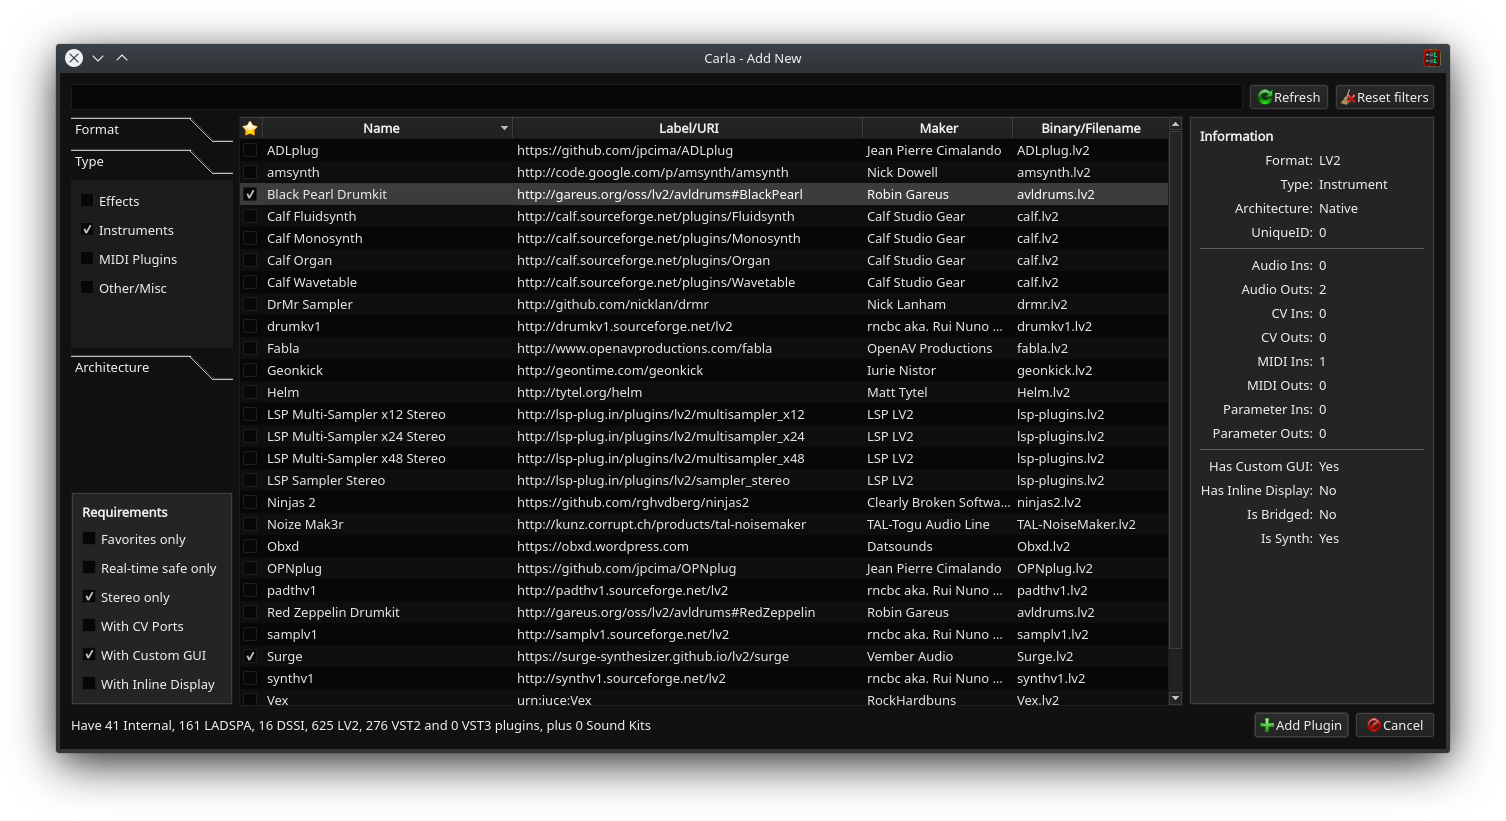 Carla - Add New
Refresh
Reset filters
Format
Type
Effects
Instruments
MIDI Plugins
Other/Misc
Architecture
Requirements
Favorites only
Real-time safe only
Stereo only
With CV Ports
With Custom GUI
With Inline Display
Name Label/URI Maker Binary/Filename
ADLplug https://github.com/jpcima/ADLplug Jean Pierre Cimalando ADLplug.lv2
amsynth http://code.google.com/p/amsynth/amsynth Nick Dowell amsynth.lv2
Black Pearl Drumkit http://gareus.org/oss/lv2/avldrums#BlackPearl Robin Gareus avldrums.lv2
Calf Fluidsynth http://calf.sourceforge.net/plugins/Fluidsynth Calf Studio Gear calf.lv2
Calf Monosynth http://calf.sourceforge.net/plugins/Monosynth Calf Studio Gear calf.lv2
Calf Organ http://calf.sourceforge.net/plugins/Organ Calf Studio Gear calf.lv2
Calf Wavetable http://calf.sourceforge.net/plugins/Wavetable Calf Studio Gear calf.lv2
DrMr Sampler http://github.com/nicklan/drmr Nick Lanham drmr.lv2
drumkv1 http://drumkv1.sourceforge.net/lv2 rncbc aka. Rui Nuno ... drumkv1.lv2
Fabla http://www.openavproductions.com/fabla OpenAV Productions fabla.lv2
Geonkick http://geontime.com/geonkick Iurie Nistor geonkick.lv2
Helm http://tytel.org/helm Matt Tytel Helm.lv2
LSP Multi-Sampler x12 Stereo http://lsp-plug.in/plugins/lv2/multisampler_x12 LSP LV2 lsp-plugins.lv2
LSP Multi-Sampler x24 Stereo http://lsp-plug.in/plugins/lv2/multisampler_x24 LSP LV2 lsp-plugins.lv2
LSP Multi-Sampler x48 Stereo http://lsp-plug.in/plugins/lv2/multisampler_x48 LSP LV2 lsp-plugins.lv2
LSP Sampler Stereo http://lsp-plug.in/plugins/lv2/sampler_stereo LSP LV2 lsp-plugins.lv2
Ninjas 2 https://github.com/rghvdberg/ninjas2 Clearly Broken Softwa... ninjas2.lv2
Noize Mak3r http://kunz.corrupt.ch/products/tal-noisemaker TAL-Togu Audio Line TAL-NoiseMaker.lv2
Obxd https://obxd.wordpress.com Datsounds Obxd.lv2
OPNplug https://github.com/jpcima/OPNplug Jean Pierre Cimalando OPNplug.lv2
padthv1 http://padthv1.sourceforge.net/lv2 rncbc aka. Rui Nuno ... padthv1.lv2
Red Zeppelin Drumkit http://gareus.org/oss/lv2/avldrums#RedZeppelin Robin Gareus avldrums.lv2
samplv1 http://samplv1.sourceforge.net/lv2 rncbc aka. Rui Nuno ... samplv1.lv2
Surge https://surge-synthesizer.github.io/lv2/surge Vember Audio Surge.lv2
synthv1 http://synthv1.sourceforge.net/lv2 rncbc aka. Rui Nuno ... synthv1.lv2
Vex urn:juce:Vex RockHardbuns Vex.lv2
Information
Format: LV2
Type: Instrument
Architecture: Native
UniqueID: 0
Audio Ins: 0
Audio Outs: 2
CV Ins: 0
CV Outs: 0
MIDI Ins: 1
MIDI Outs: 0
Parameter Ins: 0
Parameter Outs: 0
Has Custom GUI: Yes
Has Inline Display: No
Is Bridged: No
Is Synth: Yes
Have 41 Internal, 161 LADSPA, 16 DSSI, 625 LV2, 276 VST2 and 0 VST3 plugins, plus 0 Sound Kits
Add Plugin
Cancel